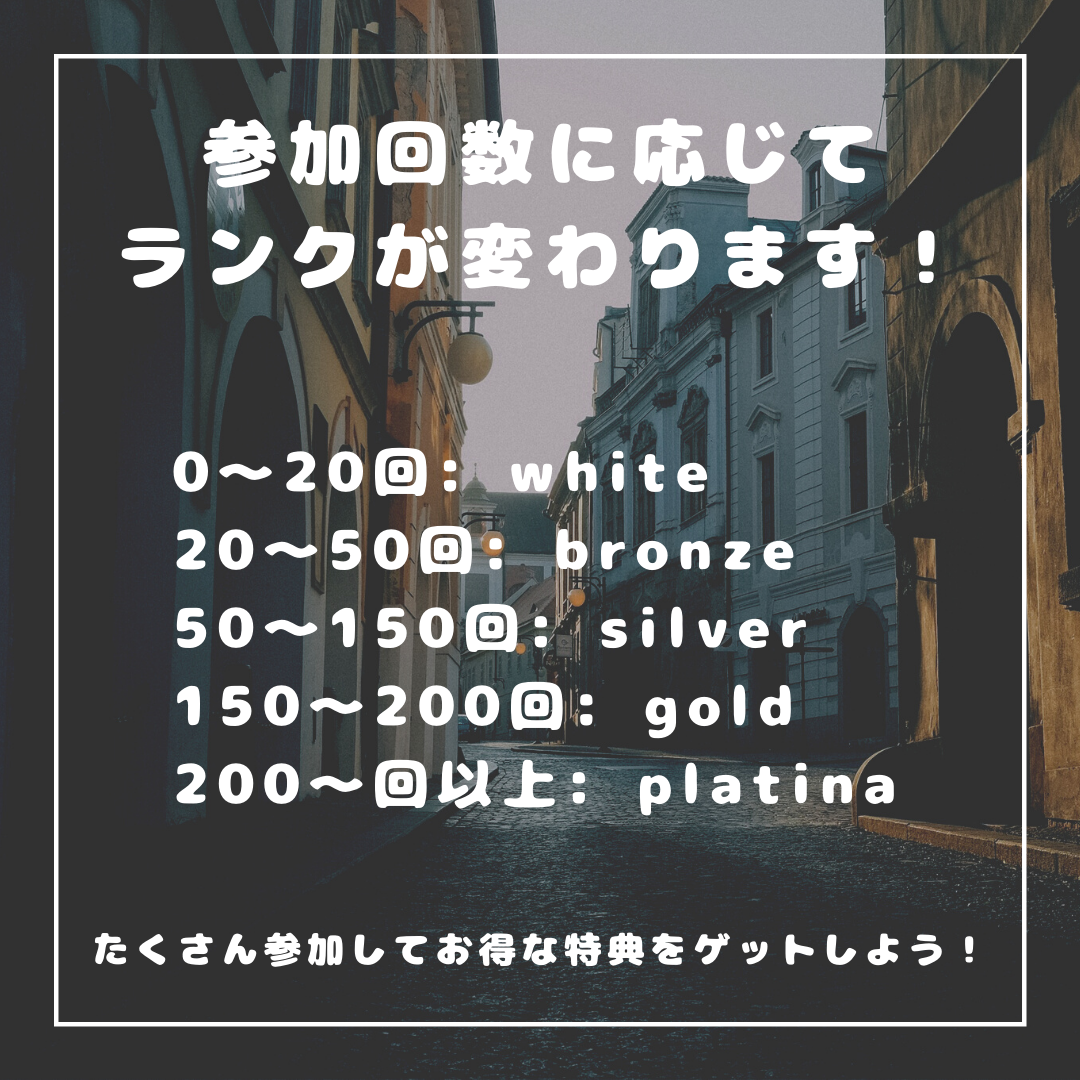 参加回数に応じて
ランクが変わります！
0〜20回： white
20〜50回： bronze
50〜150回： silver
150〜200回： gold
200〜回以上： platina
たくさん参加してお得な特典をゲットしよう！